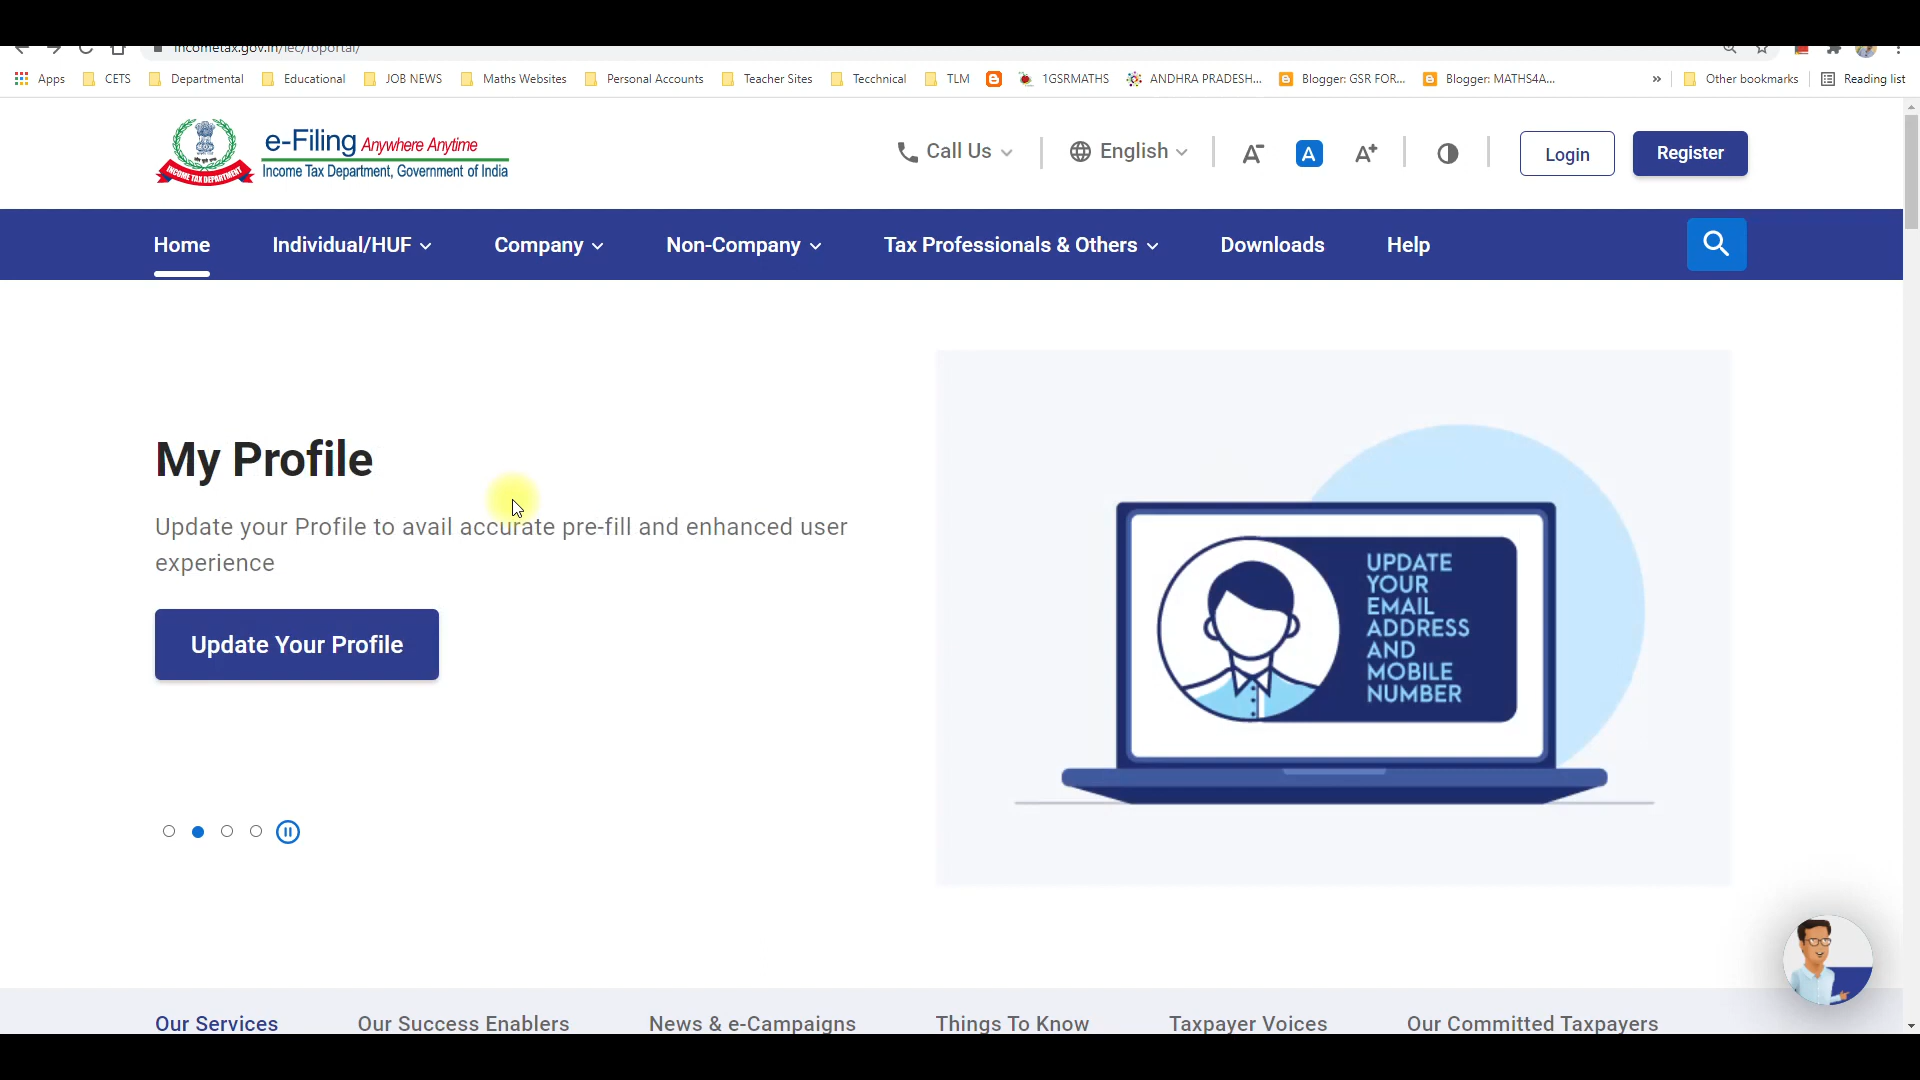 incometax.gov.in/iec/foportal/
Apps CETS Departmental Educational JOB NEWS Maths Websites Personal Accounts Teacher Sites Tecchnical TLM 1GSRMATHS ANDHRA PRADESH... Blogger: GSR FOR... Blogger: MATHS4A... » Other bookmarks Reading list
e-Filing Anywhere Anytime
Income Tax Department, Government of India
INCOME TAX DEPARTMENT
Call Us English A- A A+ Login Register
Home Individual/HUF Company Non-Company Tax Professionals & Others Downloads Help
My Profile
Update your Profile to avail accurate pre-fill and enhanced user
experience
Update Your Profile
UPDATE
YOUR
EMAIL
ADDRESS
AND
MOBILE
NUMBER
Our Services Our Success Enablers News & e-Campaigns Things To Know Taxpayer Voices Our Committed Taxpayers